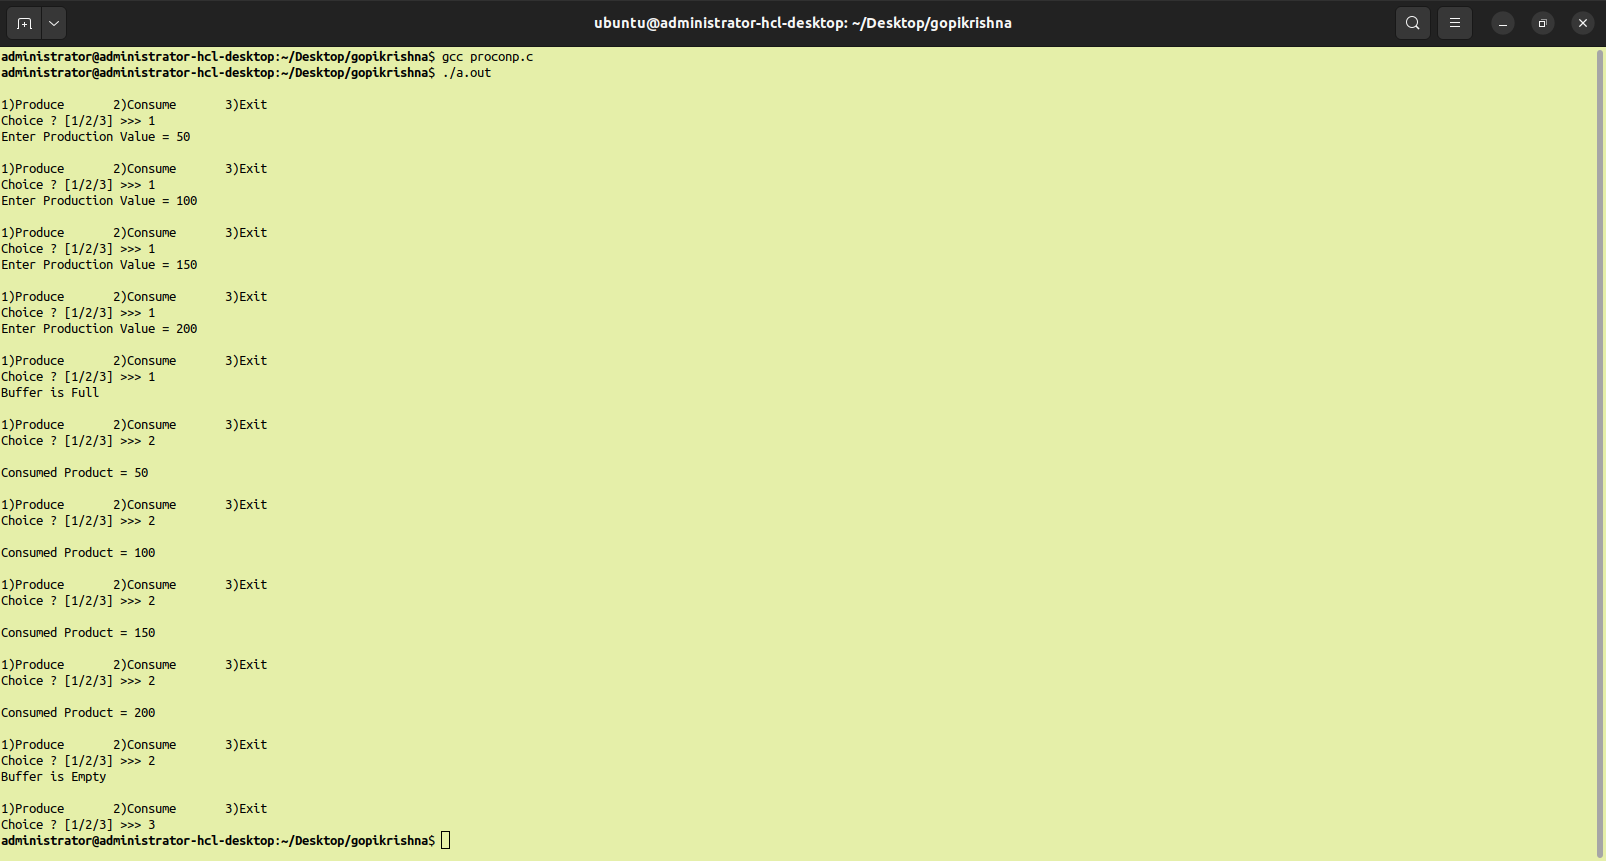 ubuntu@administrator-hcl-desktop: ~/Desktop/gopikrishna
administrator@administrator-hcl-desktop:~/Desktop/gopikrishna$ gcc proconp.c
administrator@administrator-hcl-desktop:~/Desktop/gopikrishna$ ./a.out
1)Produce 2)Consume 3)Exit
Choice ? [1/2/3] >>> 1
Enter Production Value = 50
1)Produce 2)Consume 3)Exit
Choice ? [1/2/3] >>> 1
Enter Production Value = 100
1)Produce 2)Consume 3)Exit
Choice ? [1/2/3] >>> 1
Enter Production Value = 150
1)Produce 2)Consume 3)Exit
Choice ? [1/2/3] >>> 1
Enter Production Value = 200
1)Produce 2)Consume 3)Exit
Choice ? [1/2/3] >>> 1
Buffer is Full
1)Produce 2)Consume 3)Exit
Choice ? [1/2/3] >>> 2
Consumed Product = 50
1)Produce 2)Consume 3)Exit
Choice ? [1/2/3] >>> 2
Consumed Product = 100
1)Produce 2)Consume 3)Exit
Choice ? [1/2/3] >>> 2
Consumed Product = 150
1)Produce 2)Consume 3)Exit
Choice ? [1/2/3] >>> 2
Consumed Product = 200
1)Produce 2)Consume 3)Exit
Choice ? [1/2/3] >>> 2
Buffer is Empty
1)Produce 2)Consume 3)Exit
Choice ? [1/2/3] >>> 3
administrator@administrator-hcl-desktop:~/Desktop/gopikrishna$